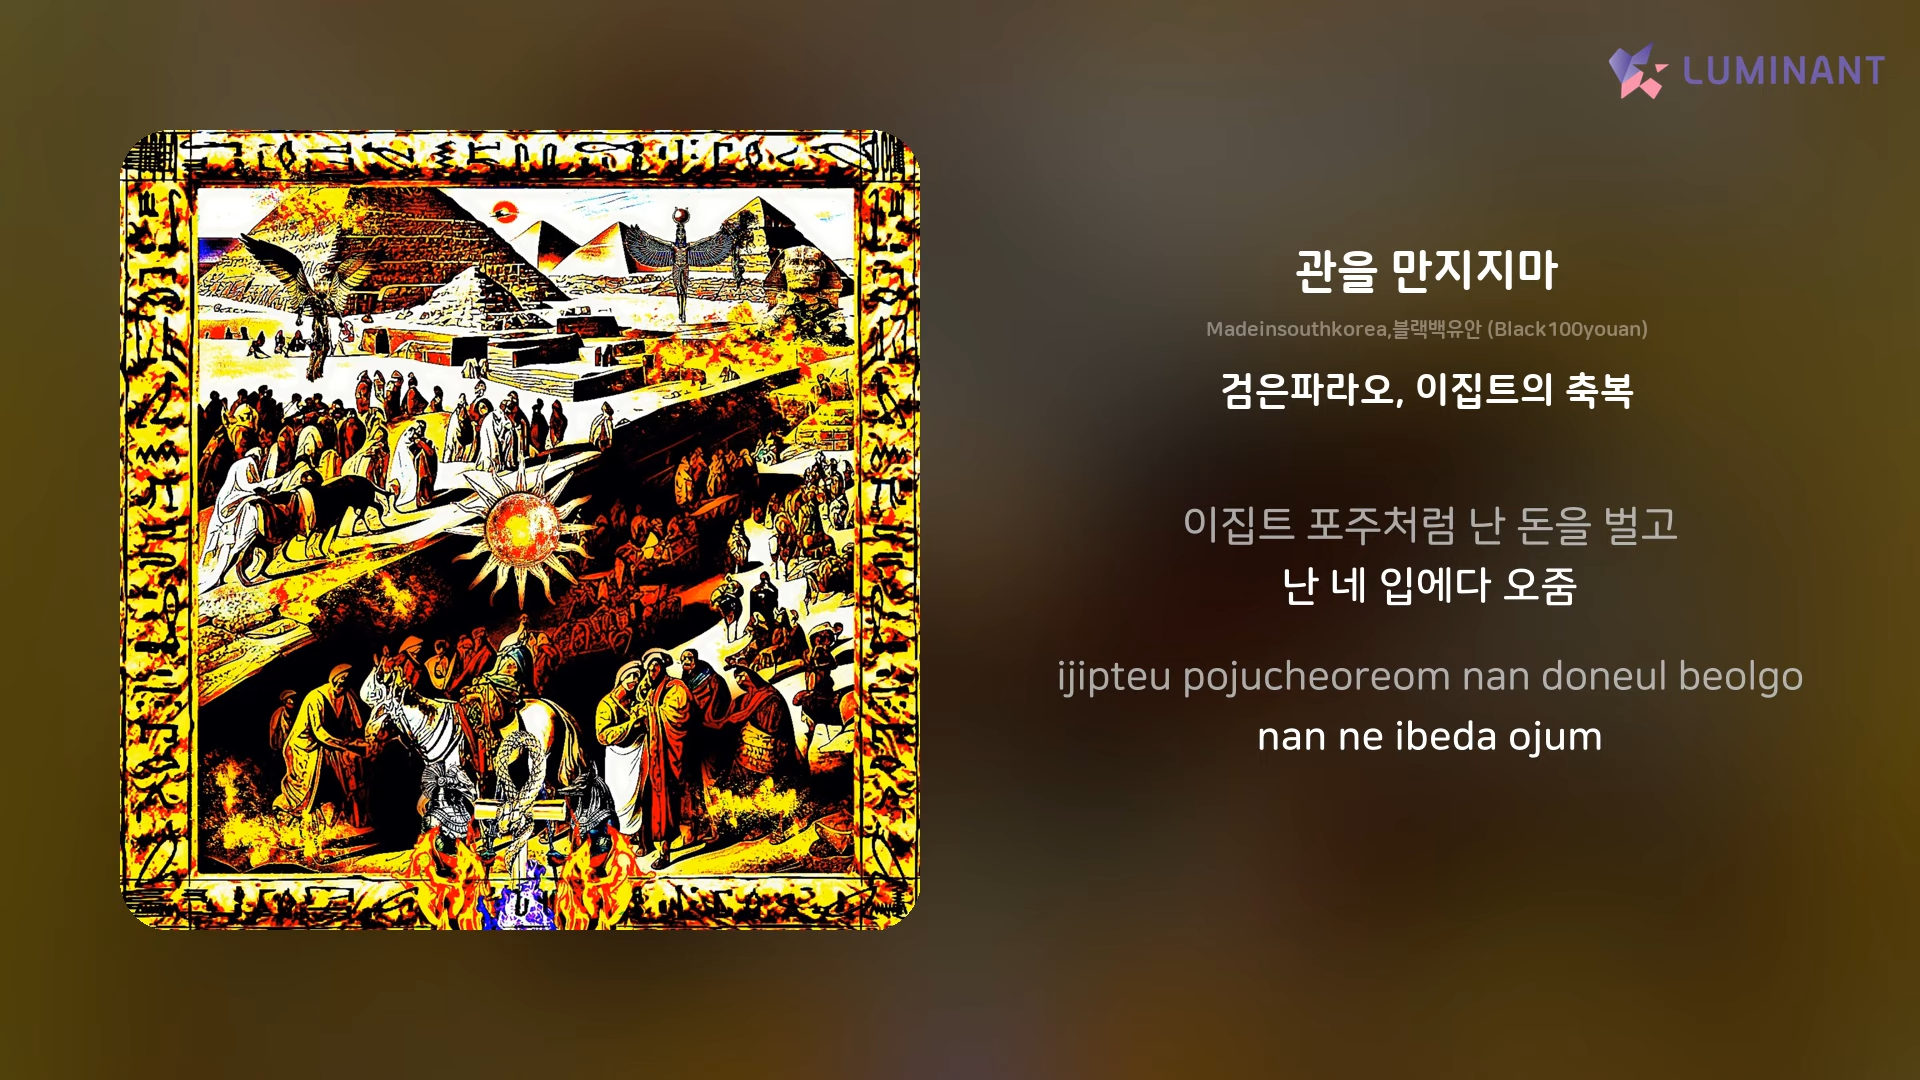 LUMINANT
관을 만지지마
Madeinsouthkorea,블랙백유안 (Black100youan)
검은파라오, 이집트의 축복
이집트 포주처럼 난 돈을 벌고
난 네 입에다 오줌
ijipteu pojucheoreom nan doneul beolgo
nan ne ibeda ojum